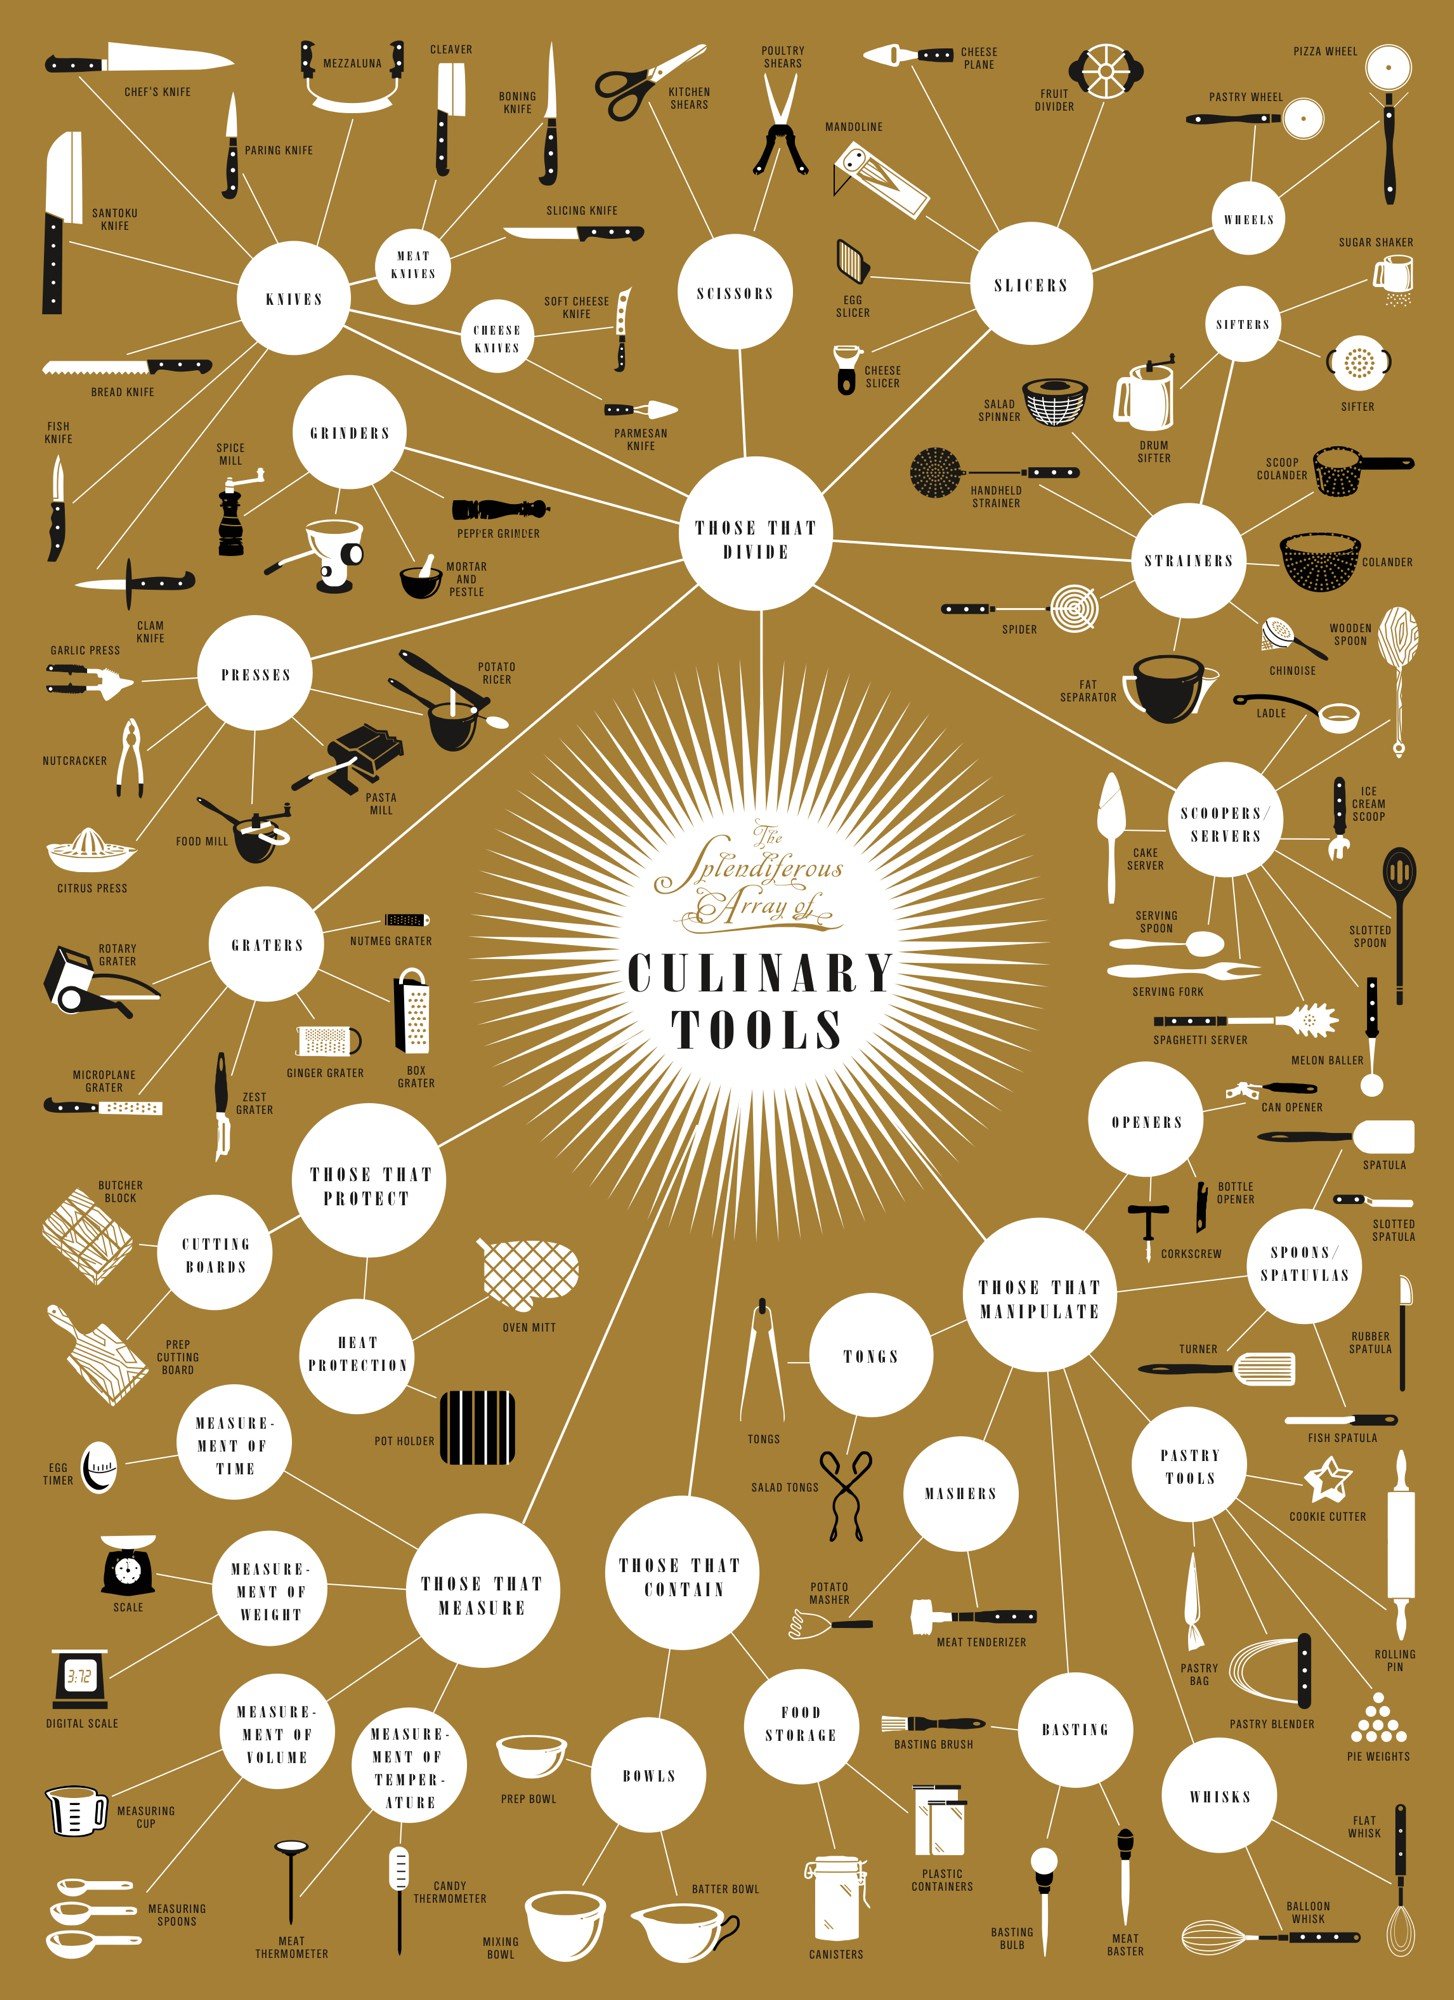 CHEF'S KNIFE
MEZZALUNA
CLEAVER
BONING
KNIFE
KITCHEN
SHEARS
POULTRY
SHEARS
CHEESE
PLANE
FRUIT
DIVIDER
PASTRY WHEEL
PIZZA WHEEL
PARING KNIFE
MANDOLINE
SANTOKU
KNIFE
SLICING KNIFE
MEAT
KNIVES
WHEELS
KNIVES
SCISSORS
SLICERS
SUGAR SHAKER
SOFT CHEESE
KNIFE
EGG
SLICER
SIFTERS
CHEESE
KNIVES
CHEESE
SLICER
BREAD KNIFE
SALAD
SPINNER
SIFTER
DRUM
SIFTER
PARMESAN
KNIFE
GRINDERS
FISH
KNIFE
SPICE
MILL
SCOOP
COLANDER
HANDHELD
STRAINER
PEPPER GRINDER
THOSE THAT
DIVIDE
STRAINERS
COLANDER
MORTAR
AND
PESTLE
CLAM
KNIFE
SPIDER
WOODEN
SPOON
CHINOISE
GARLIC PRESS
PRESSES
POTATO
RICER
FAT
SEPARATOR
LADLE
NUTCRACKER
PASTA
MILL
FOOD MILL
CITRUS PRESS
SCOOPERS/
SERVERS
ICE
CREAM
SCOOP
CAKE
SERVER
The
Splendiferous
Array of
CULINARY
TOOLS
GRATERS
NUTMEG GRATER
ROTARY
GRATER
SERVING
SPOON
SLOTTED
SPOON
SERVING FORK
SPAGHETTI SERVER
MELON BALLER
GINGER GRATER
BOX
GRATER
MICROPLANE
GRATER
ZEST
GRATER
OPENERS
CAN OPENER
SPATULA
BOTTLE
OPENER
CORKSCREW
SLOTTED
SPATULA
THOSE THAT
PROTECT
BUTCHER
BLOCK
CUTTING
BOARDS
SPOONS/
SPATUVLAS
THOSE THAT
MANIPULATE
OVEN MITT
PREP
CUTTING
BOARD
HEAT
PROTECTION
TONGS
TURNER
RUBBER
SPATULA
POT HOLDER
TONGS
FISH SPATULA
MEASURE-
MENT OF
TIME
EGG
TIMER
SALAD TONGS
MASHERS
PASTRY
TOOLS
COOKIE CUTTER
SCALE
MEASURE-
MENT OF
WEIGHT
THOSE THAT
MEASURE
THOSE THAT
CONTAIN
POTATO
MASHER
MEAT TENDERIZER
ROLLING
PIN
3:72
DIGITAL SCALE
PASTRY
BAG
PASTRY BLENDER
PIE WEIGHTS
MEASURE-
MENT OF
VOLUME
MEASURE-
MENT OF
TEMPER-
ATURE
FOOD
STORAGE
BASTING BRUSH
BASTING
BOWLS
PREP BOWL
WHISKS
MEASURING
CUP
FLAT
WHISK
PLASTIC
CONTAINERS
CANDY
THERMOMETER
BATTER BOWL
MEASURING
SPOONS
MEAT
THERMOMETER
MIXING
BOWL
CANISTERS
BASTING
BULB
MEAT
BASTER
BALLOON
WHISK